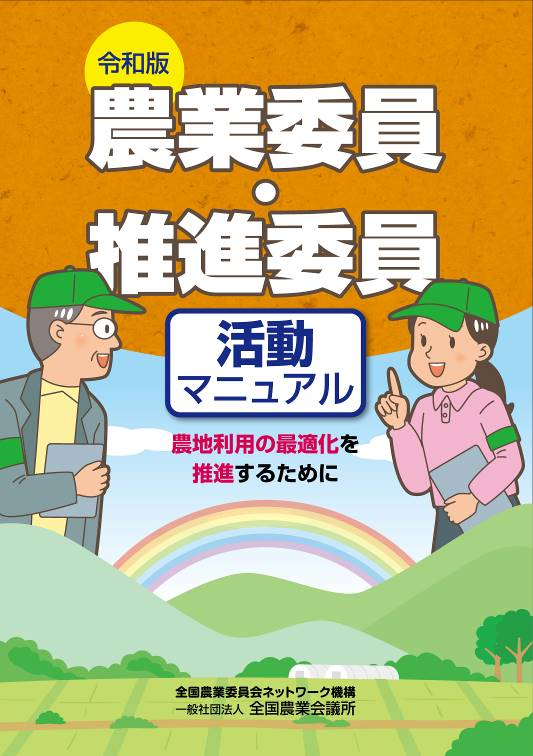 令和版
農業委員
・
推進委員
活動
マニュアル
農地利用の最適化を
推進するために
全国農業委員会ネットワーク機構
一般社団法人 全国農業会議所